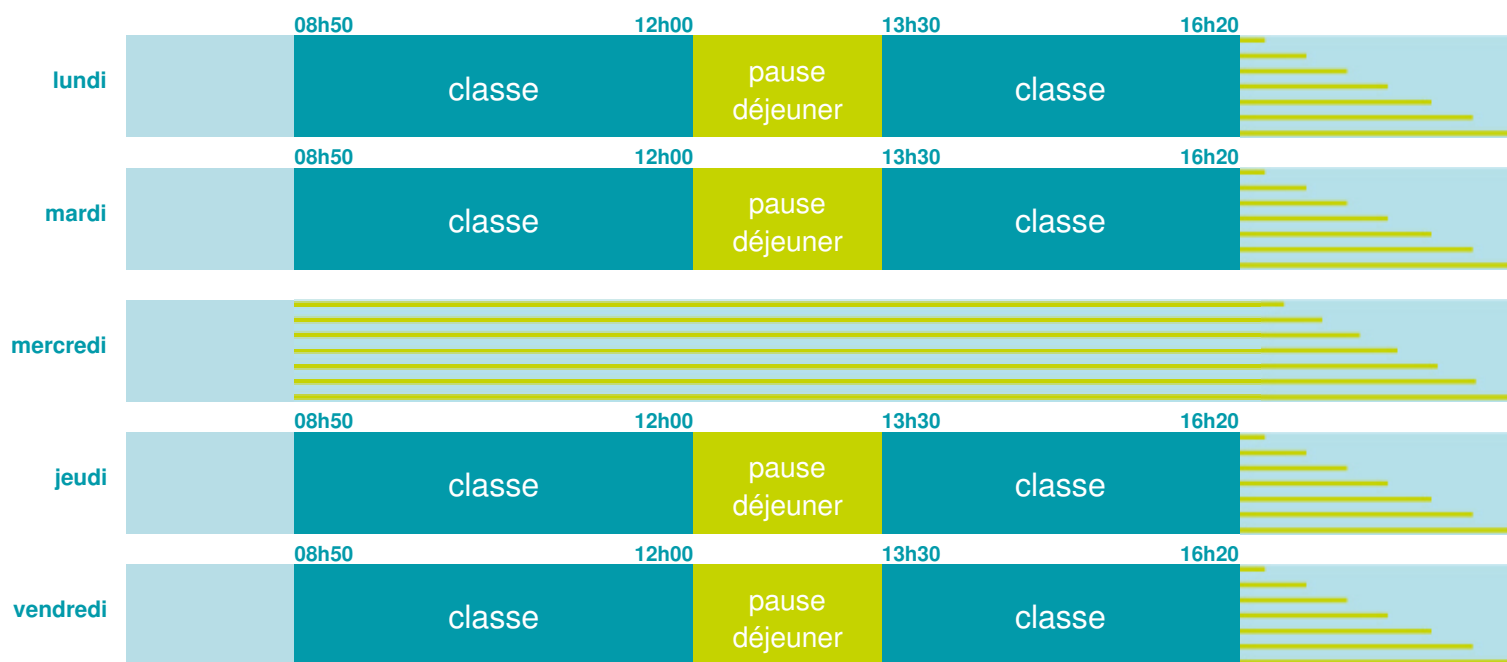 08h50 12h00 13h30 16h20
lundi classe pause déjeuner classe
08h50 12h00 13h30 16h20
mardi classe pause déjeuner classe
mercredi
08h50 12h00 13h30 16h20
jeudi classe pause déjeuner classe
08h50 12h00 13h30 16h20
vendredi classe pause déjeuner classe